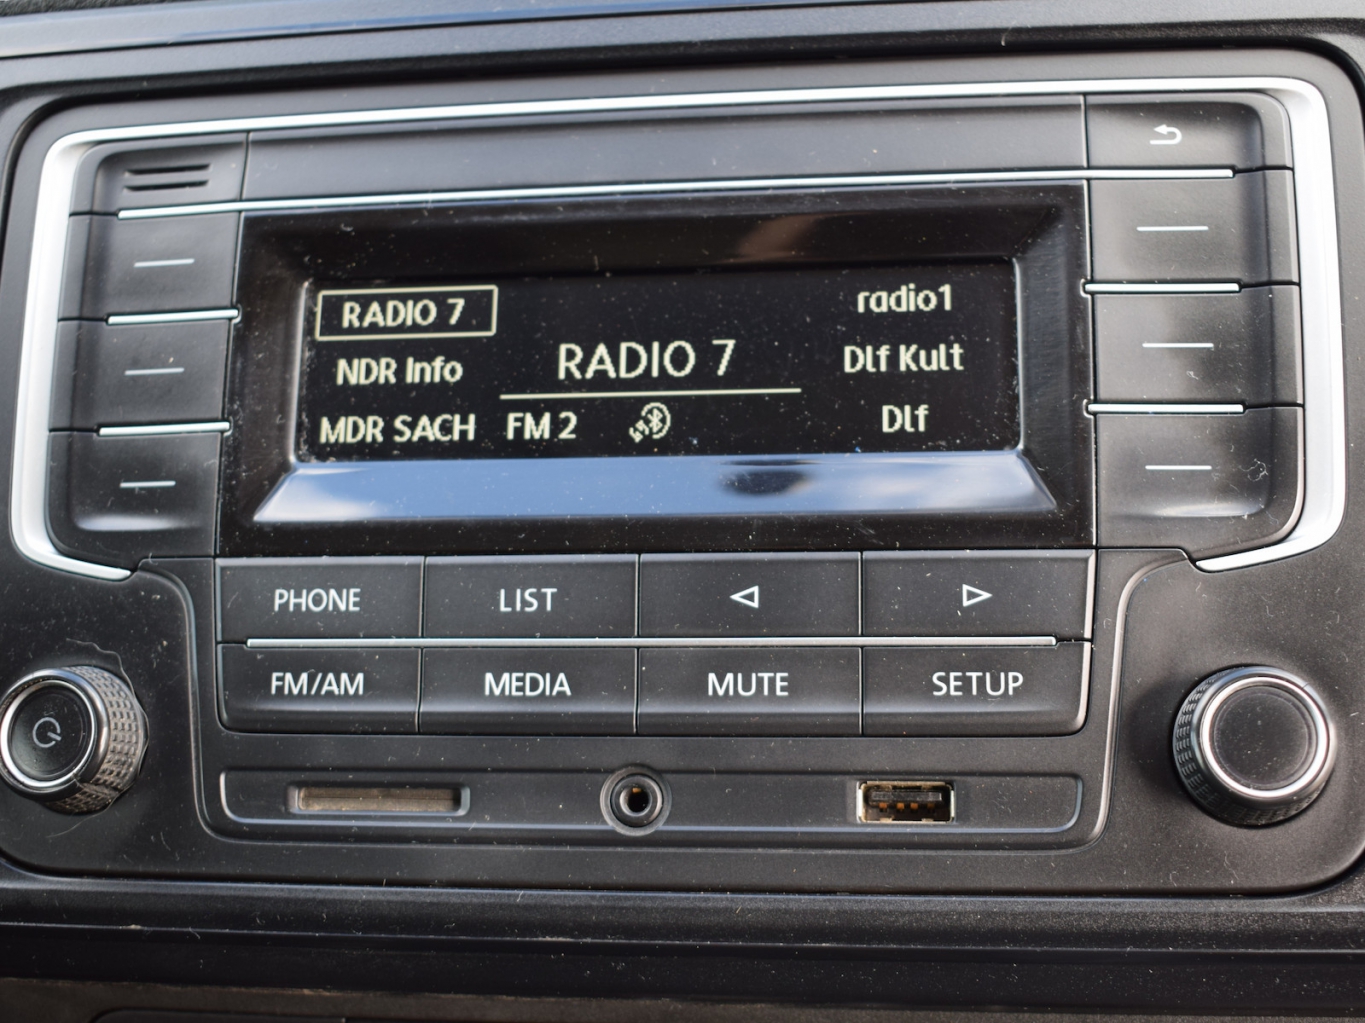 RADIO 7
NDR Info
MDR SACH
RADIO 7
FM 2
radio1
Dlf Kult
Dlf
PHONE
LIST
FM/AM
MEDIA
MUTE
SETUP